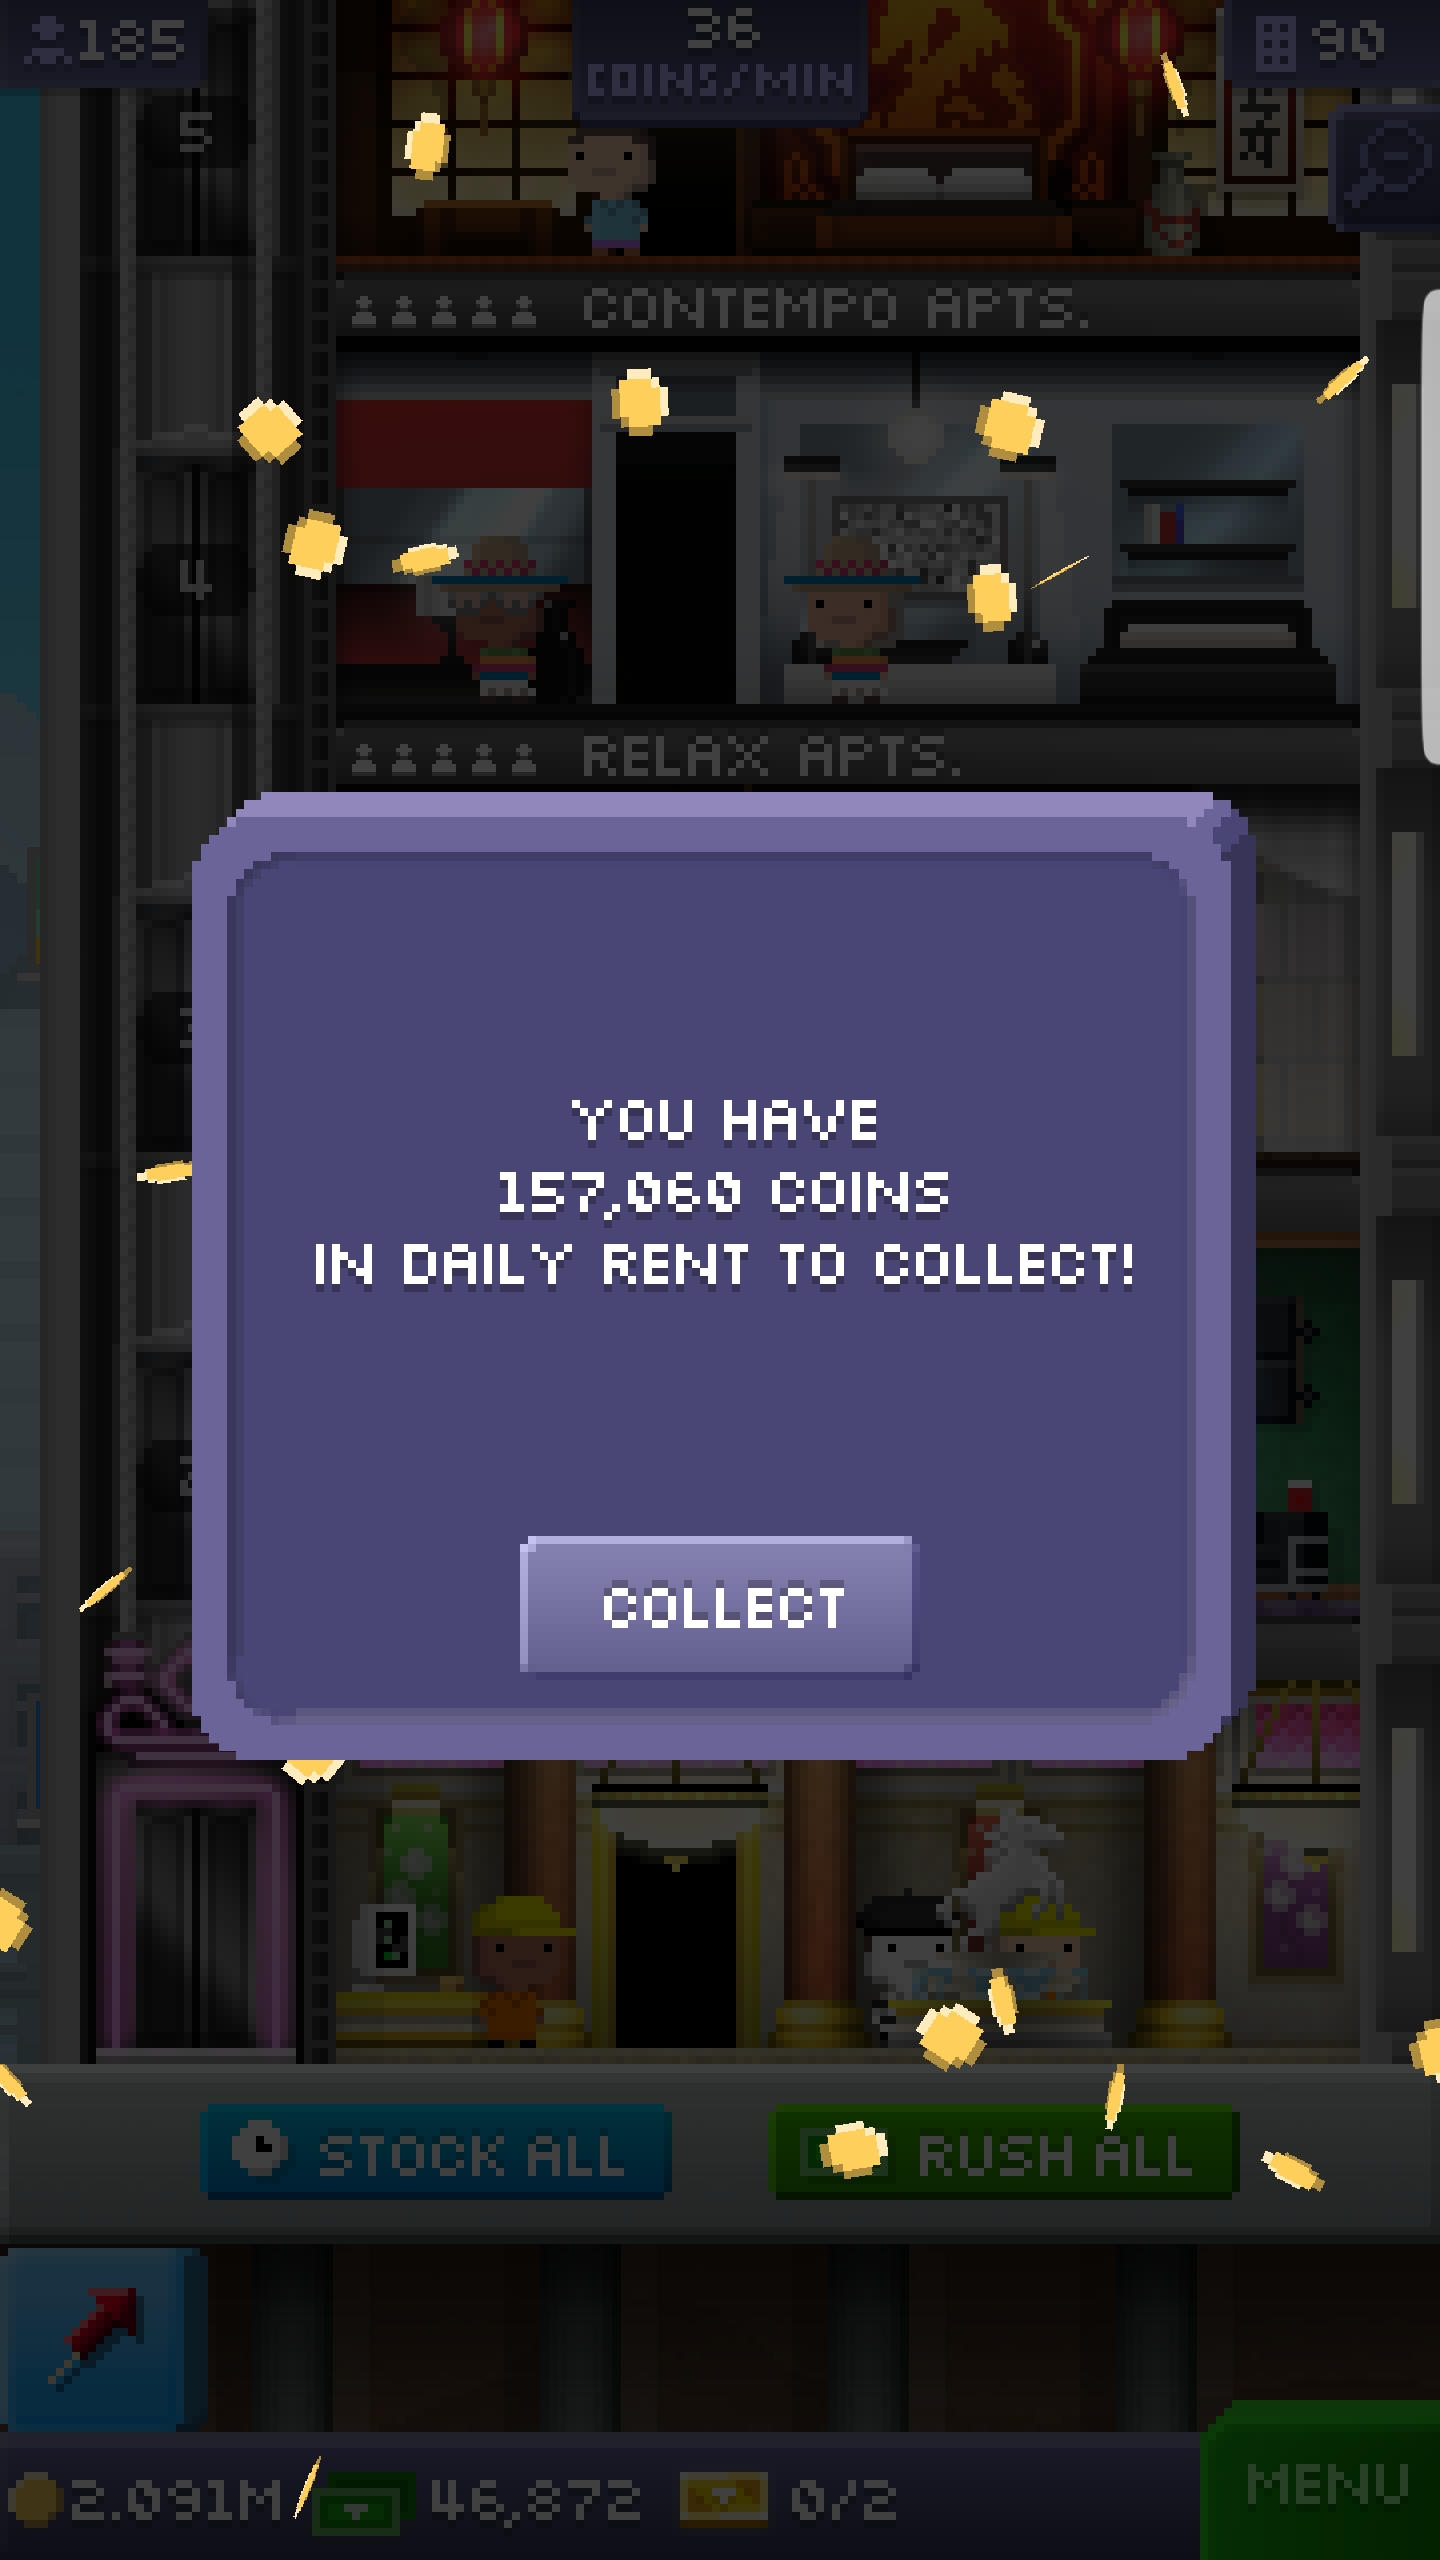 185
36
COINS/MIN
90
5
CONTEMPO APTS.
4
RELAX APTS.
YOU HAVE
157,060 COINS
IN DAILY RENT TO COLLECT!
COLLECT
STOCK ALL
RUSH ALL
2.091M
46,872
0/2
MENU